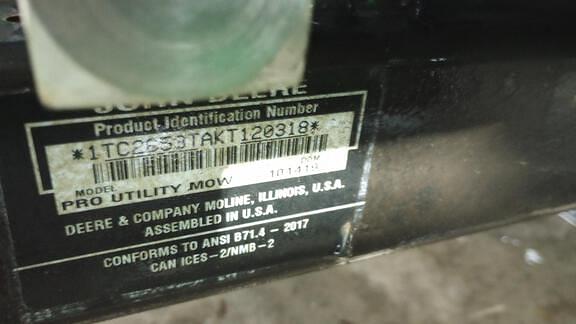 JOHN DEERE
Product Identification Number
*1TC2653TAKT120318*
MODEL
PRO UTILITY MOW
DEERE & COMPANY MOLINE, ILLINOIS, U.S.A.
ASSEMBLED IN U.S.A.
CONFORMS TO ANSI B71.4 - 2017
CAN ICES-2/NMB-2